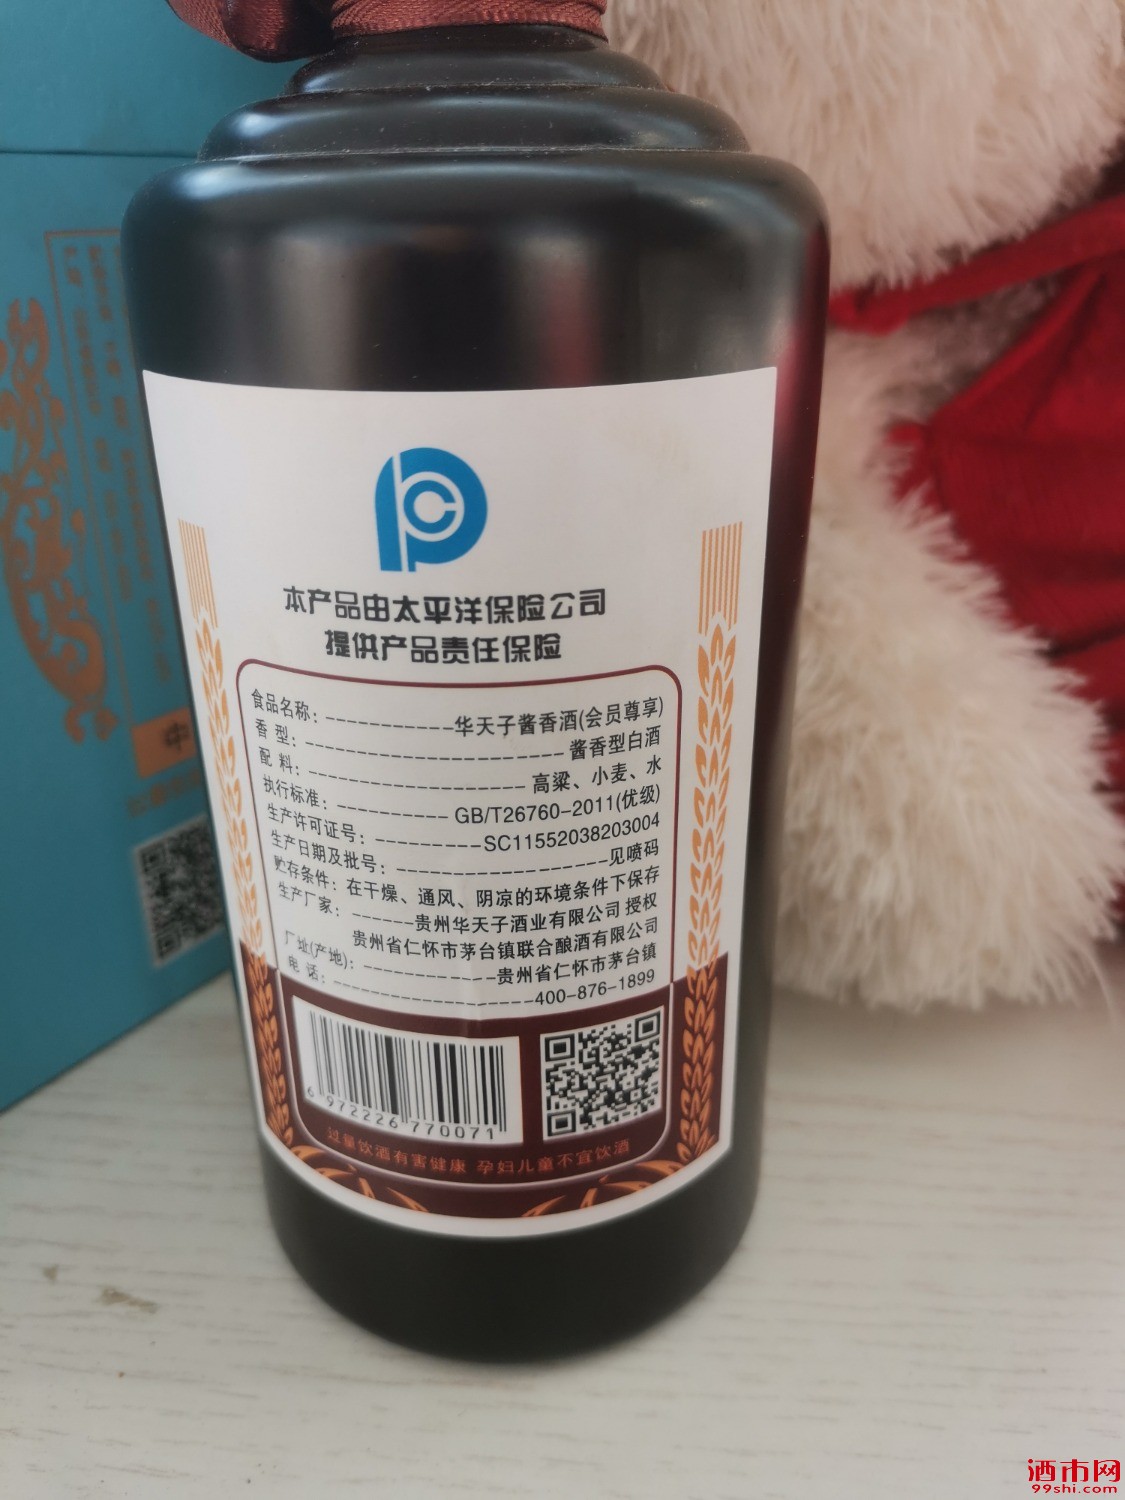 本产品由太平洋保险公司
提供产品责任保险
食品名称：------------华天子酱香酒(会员尊享)
香 型：------------------------酱香型白酒
配 料：--------------------高粱、小麦、水
执行标准：----------GB/T26760-2011(优级)
生产许可证号：----------SC11552038203004
生产日期及批号：--------------------见喷码
贮存条件：在干燥、通风、阴凉的环境条件下保存
生产厂家：------贵州华天子酒业有限公司 授权
贵州省仁怀市茅台镇联合酿酒有限公司
厂址(产地)：------------贵州省仁怀市茅台镇
电 话：-------------------400-876-1899
6 972226 770071
过量饮酒有害健康 孕妇儿童不宜饮酒
中
酒市网
99shi.com